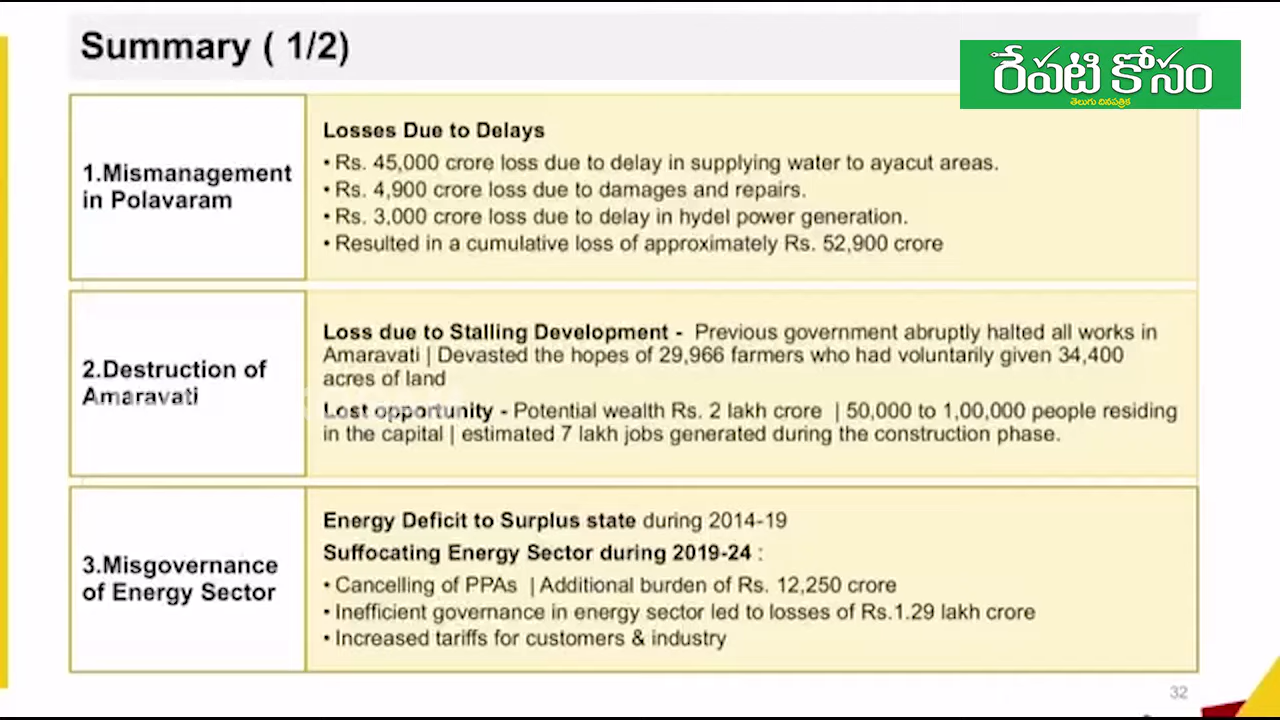 Summary ( 1/2)
రేపటి కోసం
తెలుగు దినపత్రిక
1.Mismanagement
in Polavaram
Losses Due to Delays
• Rs. 45,000 crore loss due to delay in supplying water to ayacut areas.
• Rs. 4,900 crore loss due to damages and repairs.
• Rs. 3,000 crore loss due to delay in hydel power generation.
• Resulted in a cumulative loss of approximately Rs. 52,900 crore
2.Destruction of
Amaravati
Loss due to Stalling Development - Previous government abruptly halted all works in
Amaravati | Devasted the hopes of 29,966 farmers who had voluntarily given 34,400
acres of land
Lost opportunity - Potential wealth Rs. 2 lakh crore | 50,000 to 1,00,000 people residing
in the capital | estimated 7 lakh jobs generated during the construction phase.
3.Misgovernance
of Energy Sector
Energy Deficit to Surplus state during 2014-19
Suffocating Energy Sector during 2019-24 :
• Cancelling of PPAs | Additional burden of Rs. 12,250 crore
• Inefficient governance in energy sector led to losses of Rs.1.29 lakh crore
• Increased tariffs for customers & industry
32